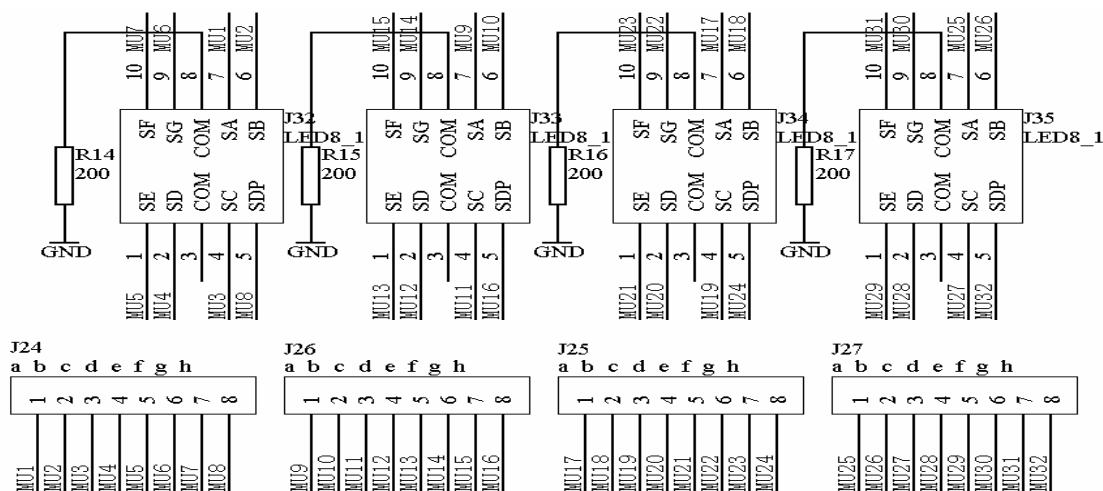 MU7 MU6 MU1 MU2 MU15 MU14 MU9 MU10 MU23 MU22 MU17 MU18 MU31 MU30 MU25 MU26
10 9 8 7 6 10 9 8 7 6 10 9 8 7 6 10 9 8 7 6
J32 J33 J34 J35
SF SG COM SA SB SF SG COM SA SB SF SG COM SA SB SF SG COM SA SB
LED8_1 LED8_1 LED8_1 LED8_1
R14 R15 R16 R17
200 200 200 200
SE SD COM SC SDP SE SD COM SC SDP SE SD COM SC SDP SE SD COM SC SDP
GND GND GND GND
1 2 3 4 5 1 2 3 4 5 1 2 3 4 5 1 2 3 4 5
MU5 MU4 MU3 MU8 MU13 MU12 MU11 MU16 MU21 MU20 MU19 MU24 MU29 MU28 MU27 MU32
J24 J26 J25 J27
a b c d e f g h a b c d e f g h a b c d e f g h a b c d e f g h
1 2 3 4 5 6 7 8 1 2 3 4 5 6 7 8 1 2 3 4 5 6 7 8 1 2 3 4 5 6 7 8
MU1 MU2 MU3 MU4 MU5 MU6 MU7 MU8 MU9 MU10 MU11 MU12 MU13 MU14 MU15 MU16 MU17 MU18 MU19 MU20 MU21 MU22 MU23 MU24 MU25 MU26 MU27 MU28 MU29 MU30 MU31 MU32